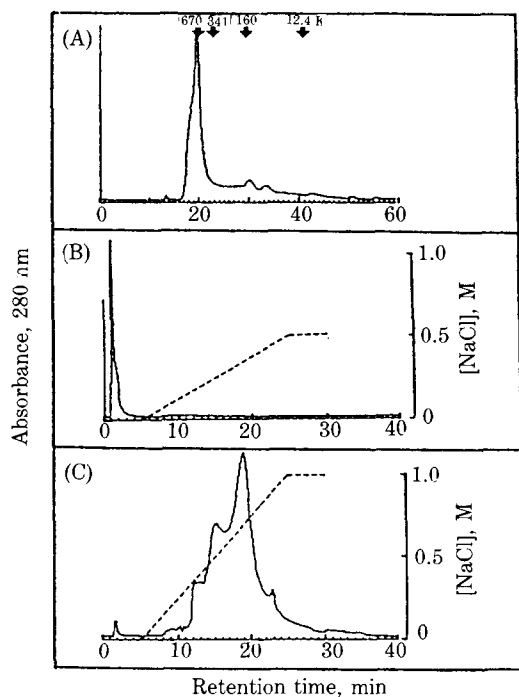 (A)
670 341 160 12.4 k
0 20 40 60
(B)
1.0
0.5
0
[NaCl], M
0 10 20 30 40
(C)
1.0
0.5
0
[NaCl], M
0 10 20 30 40
Absorbance, 280 nm
Retention time, min